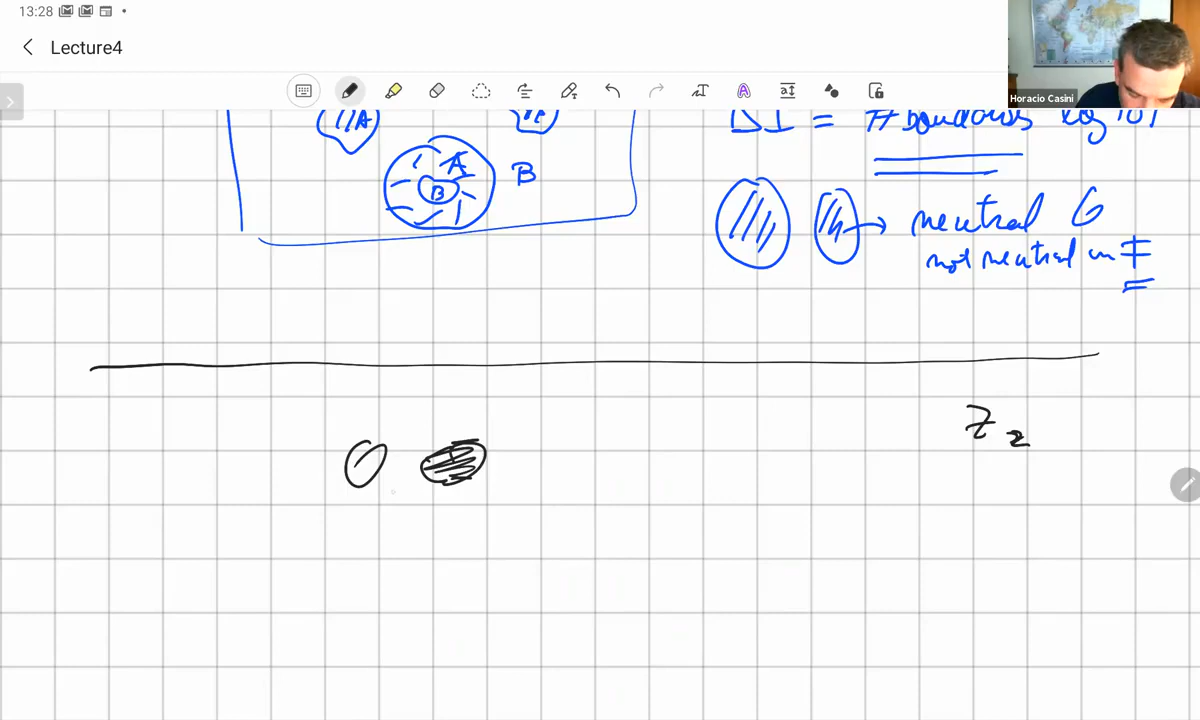 13:28
Lecture4
Horacio Casini
A
ΔI = # boundaries log |G|
A
B
B
neutral G
not neutral in F
Z₂